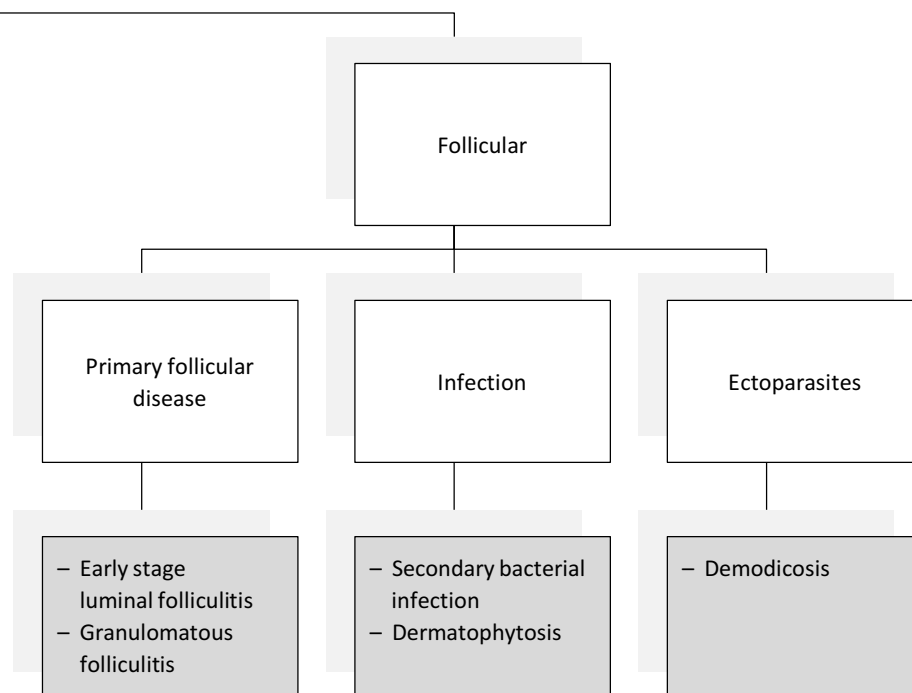 Follicular
Primary follicular
disease
Infection
Ectoparasites
– Early stage
luminal folliculitis
– Granulomatous
folliculitis
– Secondary bacterial
infection
– Dermatophytosis
– Demodicosis